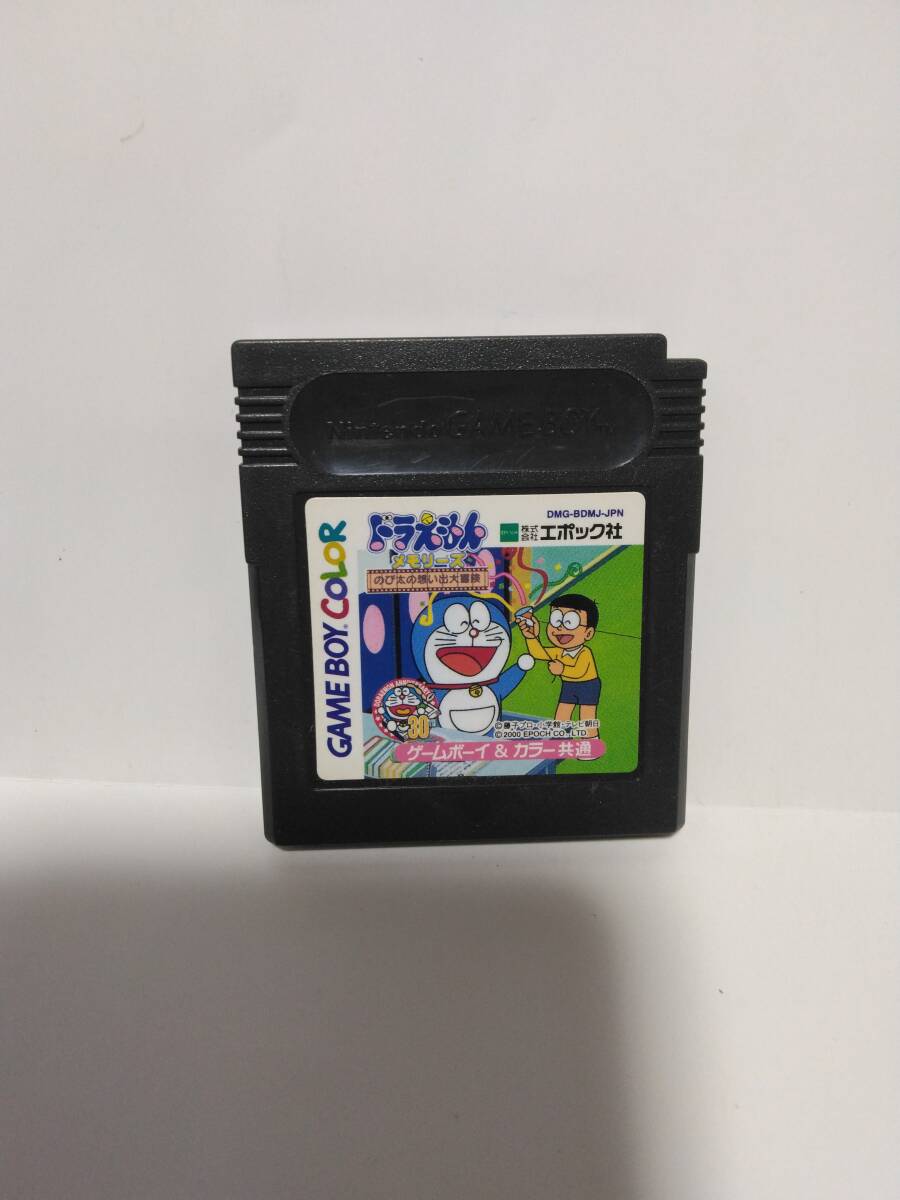 Nintendo GAME BOY TM
DMG-BDMJ-JPN
ドラえもん
株式会社 エポック社
メモリーズ
のび太の想い出大冒険
GAME BOY COLOR
DORAEMON ANNIVERSARY
30
©藤子プロ・小学館・テレビ朝日
©2000 EPOCH CO., LTD
ゲームボーイ & カラー共通